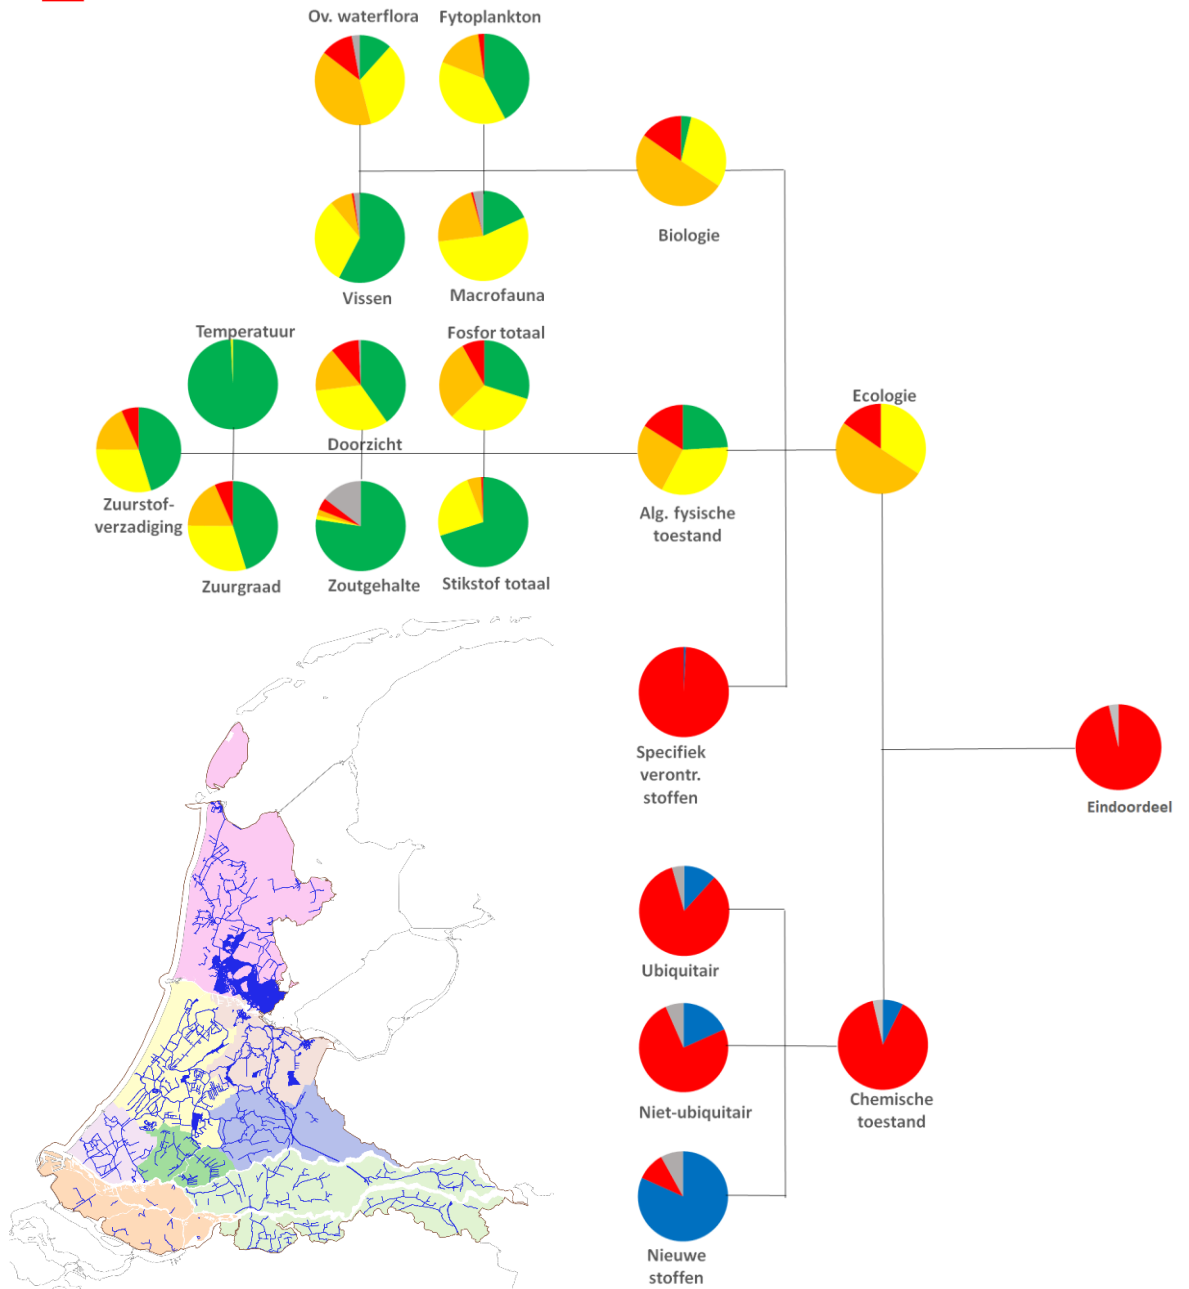 Ov. waterflora
Fytoplankton
Biologie
Vissen
Macrofauna
Temperatuur
Fosfor totaal
Ecologie
Doorzicht
Zuurstof-
verzadiging
Alg. fysische
toestand
Zuurgraad
Zoutgehalte
Stikstof totaal
Specifiek
verontr.
stoffen
Eindoordeel
Ubiquitair
Niet-ubiquitair
Chemische
toestand
Nieuwe
stoffen